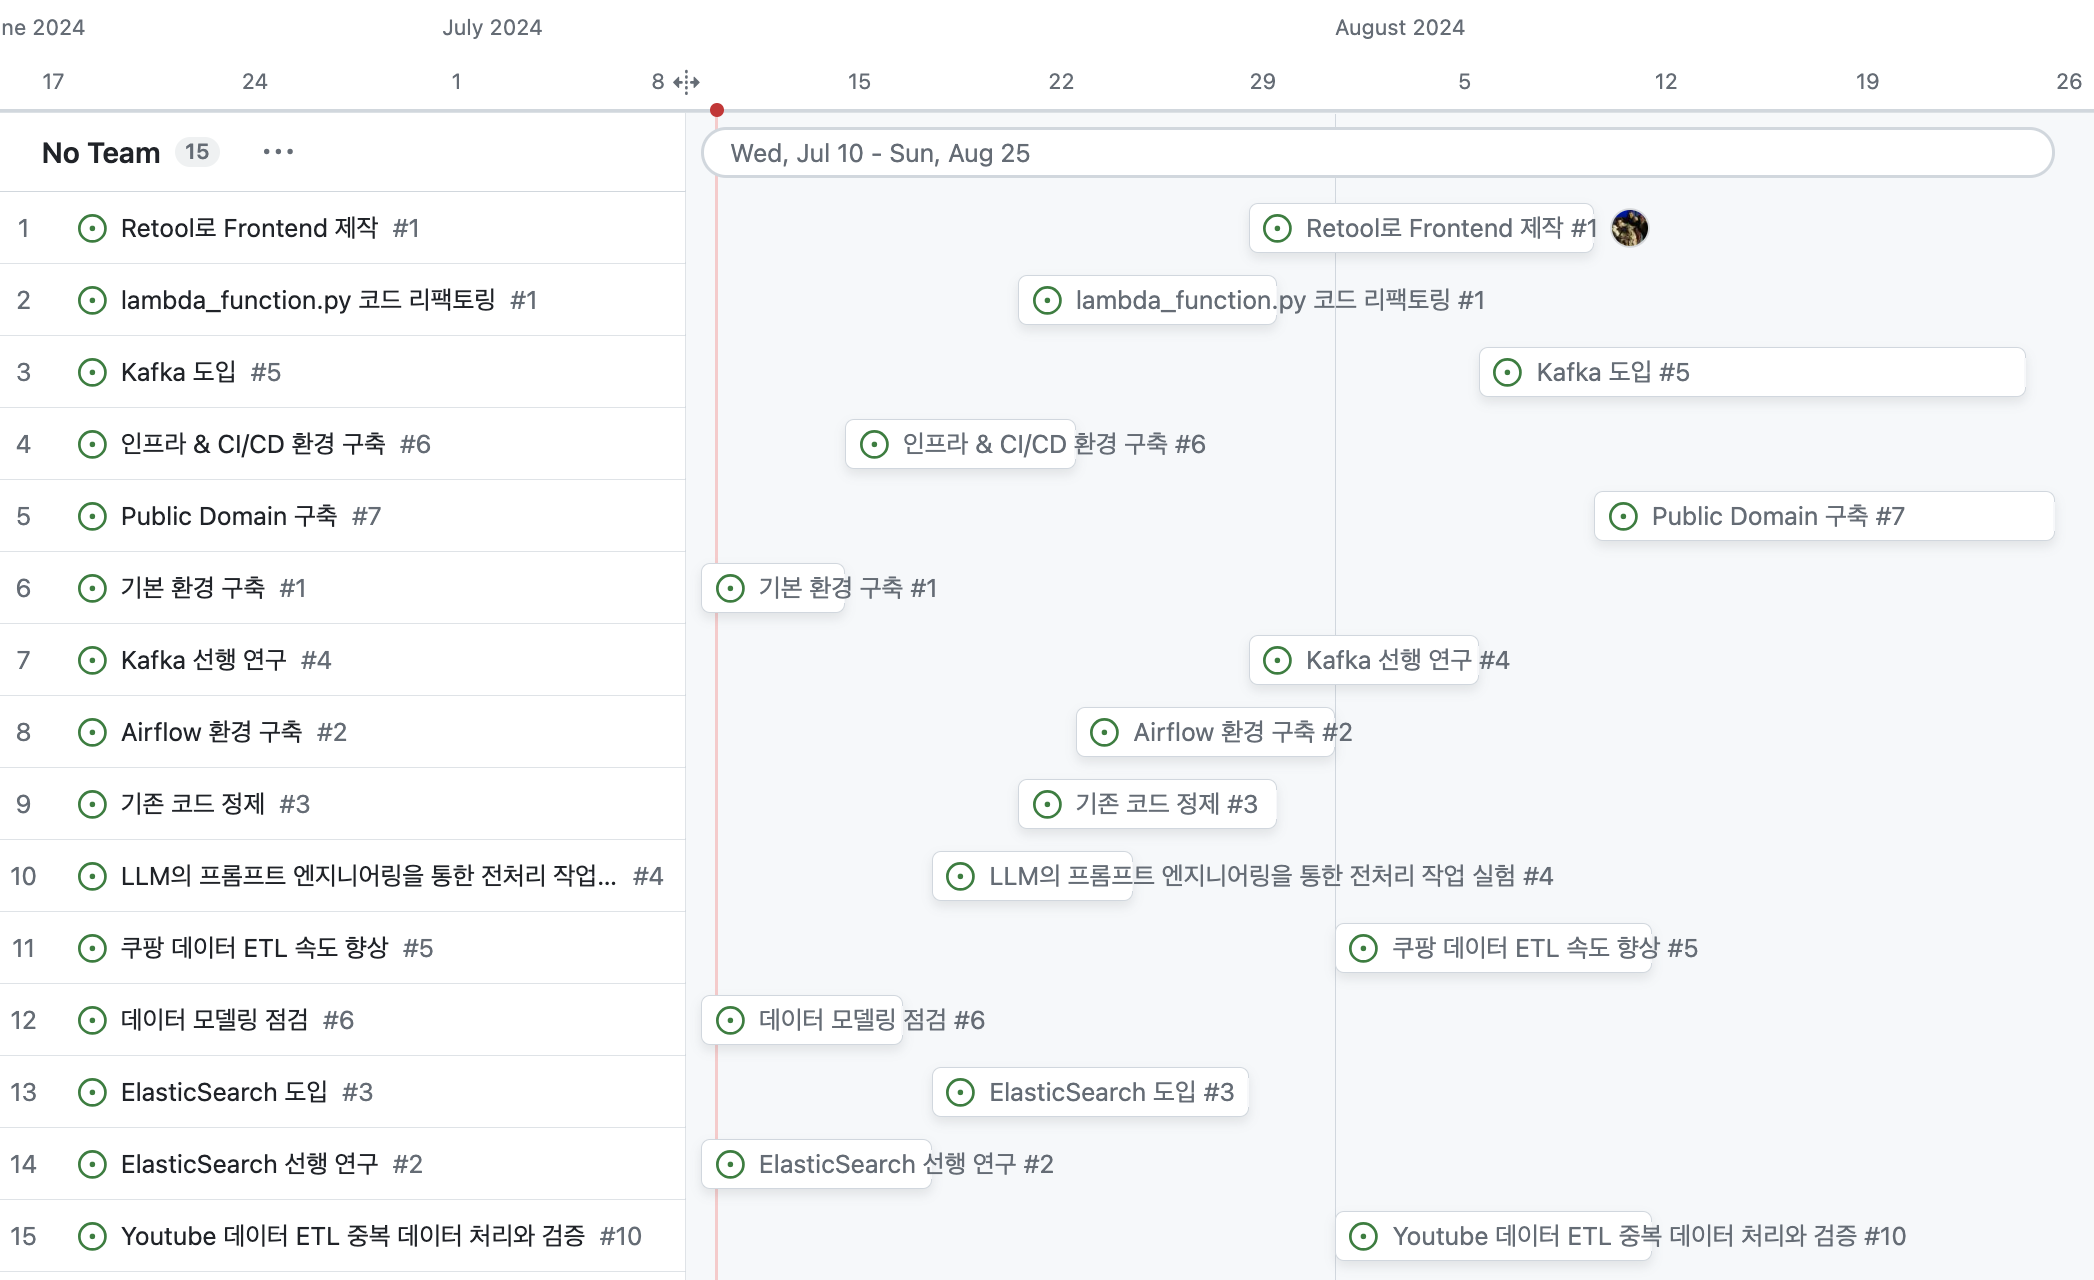 ne 2024 July 2024 August 2024
17 24 1 8 15 22 29 5 12 19 26
No Team 15 ... Wed, Jul 10 - Sun, Aug 25
1 Retool로 Frontend 제작 #1 Retool로 Frontend 제작 #1
2 lambda_function.py 코드 리팩토링 #1 lambda_function.py 코드 리팩토링 #1
3 Kafka 도입 #5 Kafka 도입 #5
4 인프라 & CI/CD 환경 구축 #6 인프라 & CI/CD 환경 구축 #6
5 Public Domain 구축 #7 Public Domain 구축 #7
6 기본 환경 구축 #1 기본 환경 구축 #1
7 Kafka 선행 연구 #4 Kafka 선행 연구 #4
8 Airflow 환경 구축 #2 Airflow 환경 구축 #2
9 기존 코드 정제 #3 기존 코드 정제 #3
10 LLM의 프롬프트 엔지니어링을 통한 전처리 작업... #4 LLM의 프롬프트 엔지니어링을 통한 전처리 작업 실험 #4
11 쿠팡 데이터 ETL 속도 향상 #5 쿠팡 데이터 ETL 속도 향상 #5
12 데이터 모델링 점검 #6 데이터 모델링 점검 #6
13 ElasticSearch 도입 #3 ElasticSearch 도입 #3
14 ElasticSearch 선행 연구 #2 ElasticSearch 선행 연구 #2
15 Youtube 데이터 ETL 중복 데이터 처리와 검증 #10 Youtube 데이터 ETL 중복 데이터 처리와 검증 #10